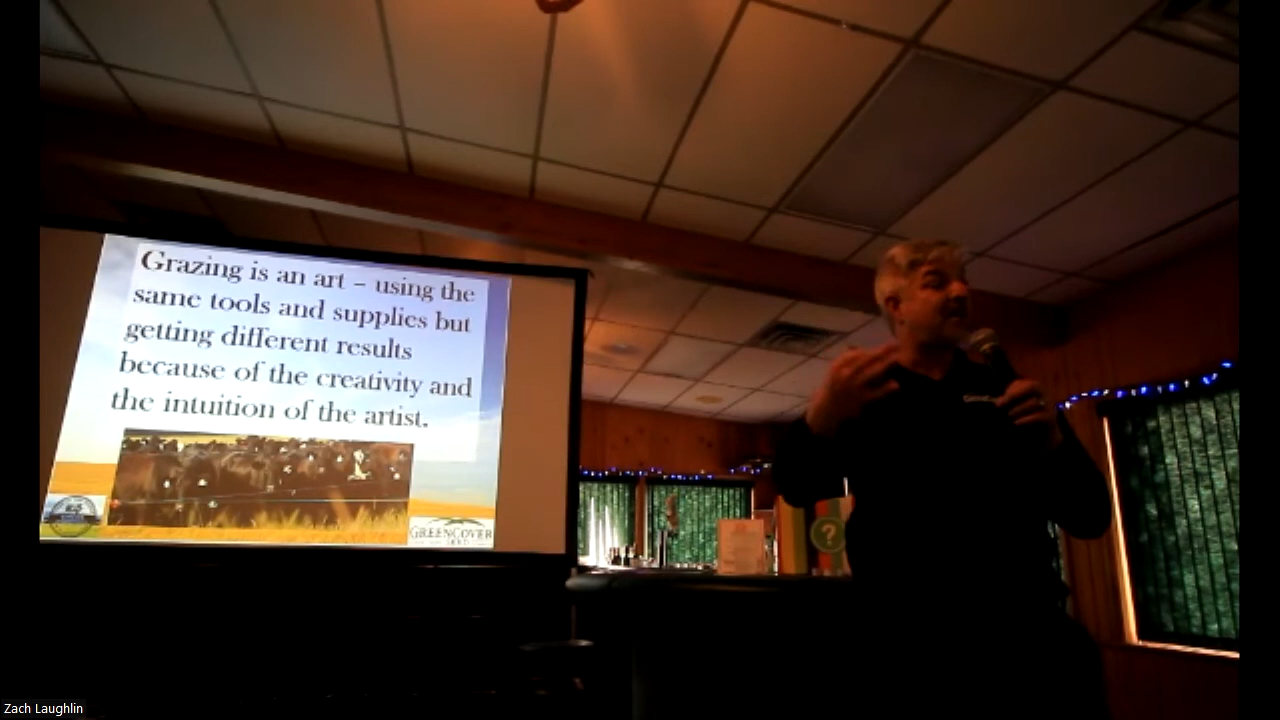 Grazing is an art – using the
same tools and supplies but
getting different results
because of the creativity and
the intuition of the artist.
GREENCOVER
SEED
?
Zach Laughlin